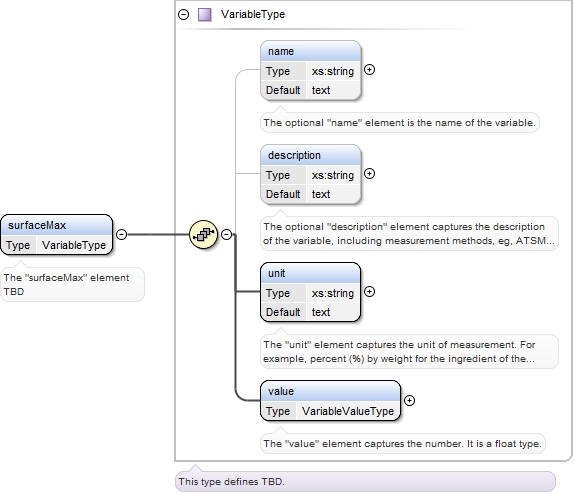 VariableType
name
Type xs:string
Default text
The optional "name" element is the name of the variable.
description
Type xs:string
Default text
The optional "description" element captures the description
of the variable, including measurement methods, eg, ATSM...
surfaceMax
Type VariableType
The "surfaceMax" element
TBD
unit
Type xs:string
Default text
The "unit" element captures the unit of measurement. For
example, percent (%) by weight for the ingredient of the...
value
Type VariableValueType
The "value" element captures the number. It is a float type.
This type defines TBD.